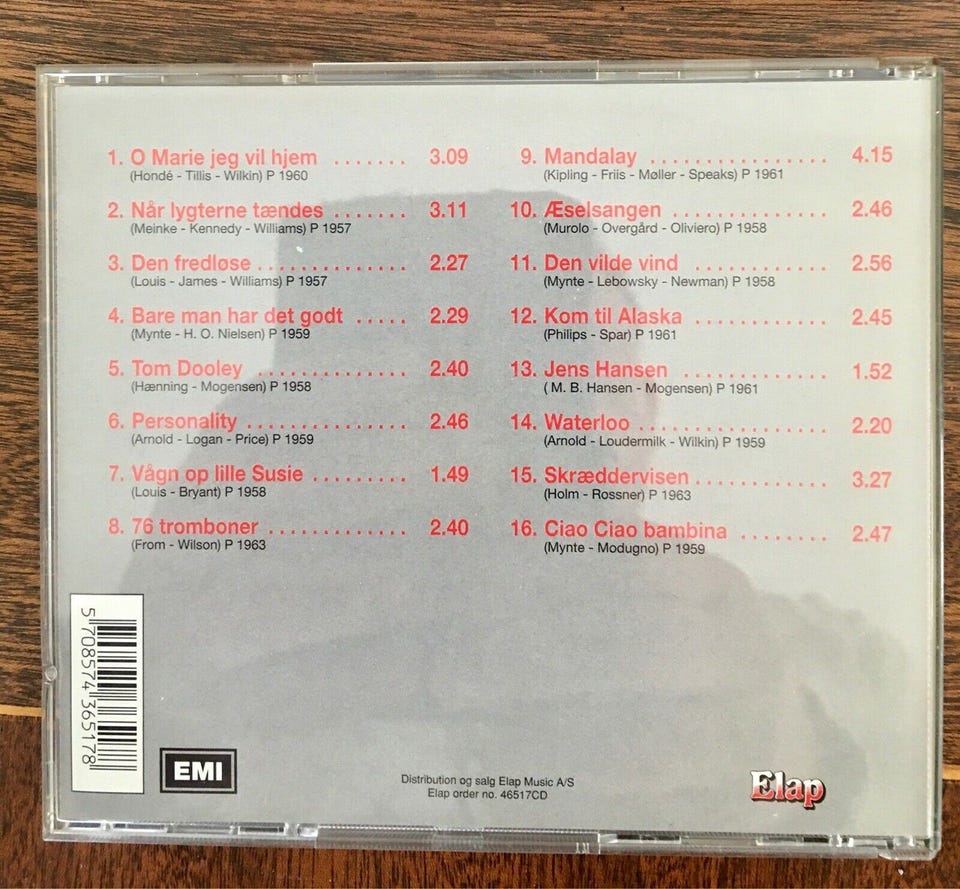 1. O Marie jeg vil hjem ....... 3.09
(Hondé - Tillis - Wilkin) P 1960
2. Når lygterne tændes ....... 3.11
(Meinke - Kennedy - Williams) P 1957
3. Den fredløse ............. 2.27
(Louis - James - Williams) P 1957
4. Bare man har det godt ..... 2.29
(Mynte - H. O. Nielsen) P 1959
5. Tom Dooley ............. 2.40
(Hænning - Mogensen) P 1958
6. Personality .............. 2.46
(Arnold - Logan - Price) P 1959
7. Vågn op lille Susie ......... 1.49
(Louis - Bryant) P 1958
8. 76 tromboner ............ 2.40
(From - Wilson) P 1963
9. Mandalay ................ 4.15
(Kipling - Friis - Møller - Speaks) P 1961
10. Æselsangen .............. 2.46
(Murolo - Overgård - Oliviero) P 1958
11. Den vilde vind ............ 2.56
(Mynte - Lebowsky - Newman) P 1958
12. Kom til Alaska ............ 2.45
(Philips - Spar) P 1961
13. Jens Hansen ............. 1.52
( M. B. Hansen - Mogensen) P 1961
14. Waterloo ................. 2.20
(Arnold - Loudermilk - Wilkin) P 1959
15. Skræddervisen ............ 3.27
(Holm - Rossner) P 1963
16. Ciao Ciao bambina ........ 2.47
(Mynte - Modugno) P 1959
5 708574 365178
EMI
Distribution og salg Elap Music A/S
Elap order no. 46517CD
Elap